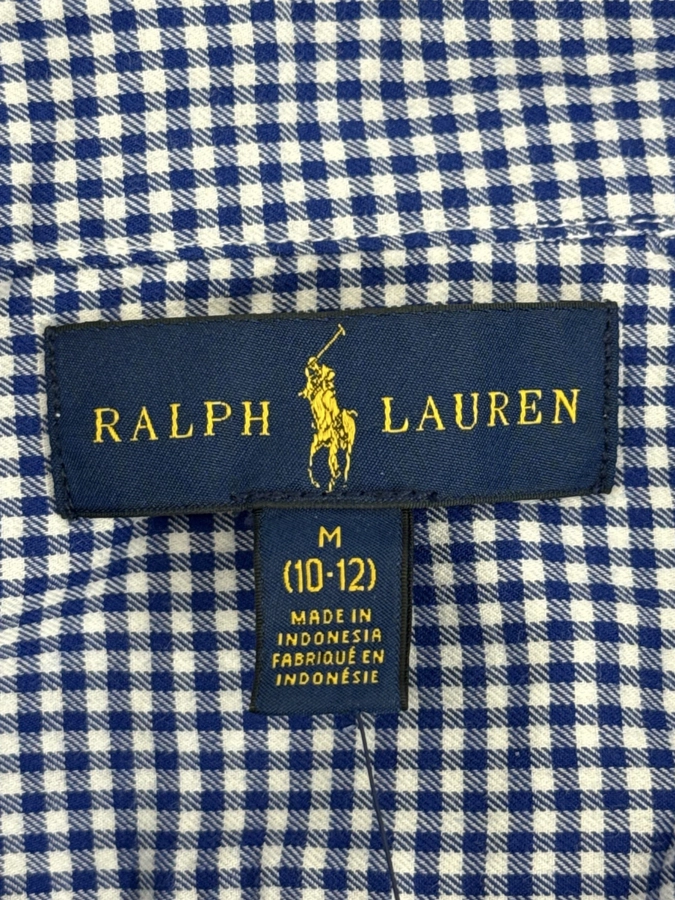 RALPH LAUREN
M
(10-12)
MADE IN
INDONESIA
FABRIQUÉ EN
INDONÉSIE